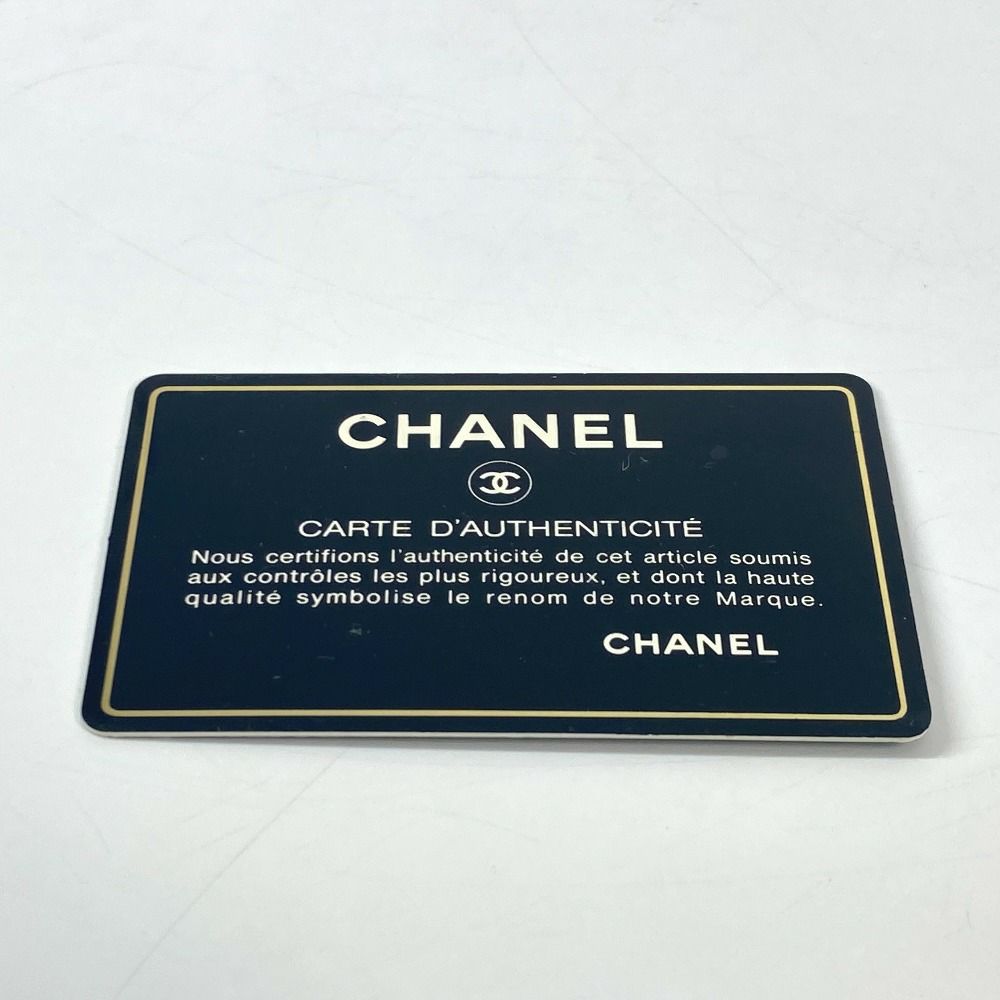 CHANEL
CARTE D'AUTHENTICITÉ
Nous certifions l'authenticité de cet article soumis
aux contrôles les plus rigoureux, et dont la haute
qualité symbolise le renom de notre Marque.
CHANEL